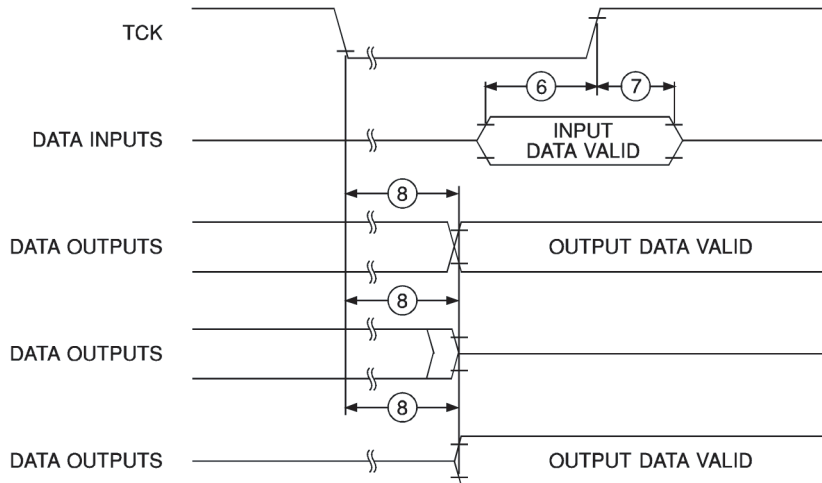 TCK
6
7
DATA INPUTS
INPUT
DATA VALID
8
DATA OUTPUTS
OUTPUT DATA VALID
8
DATA OUTPUTS
8
DATA OUTPUTS
OUTPUT DATA VALID